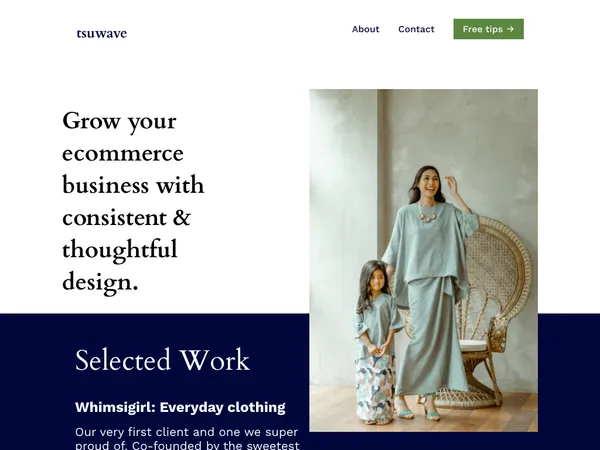 tsuwave
About
Contact
Free tips →
Grow your
ecommerce
business with
consistent &
thoughtful
design.
Selected Work
Whimsigirl: Everyday clothing
Our very first client and one we super
proud of. Co-founded by the sweetest